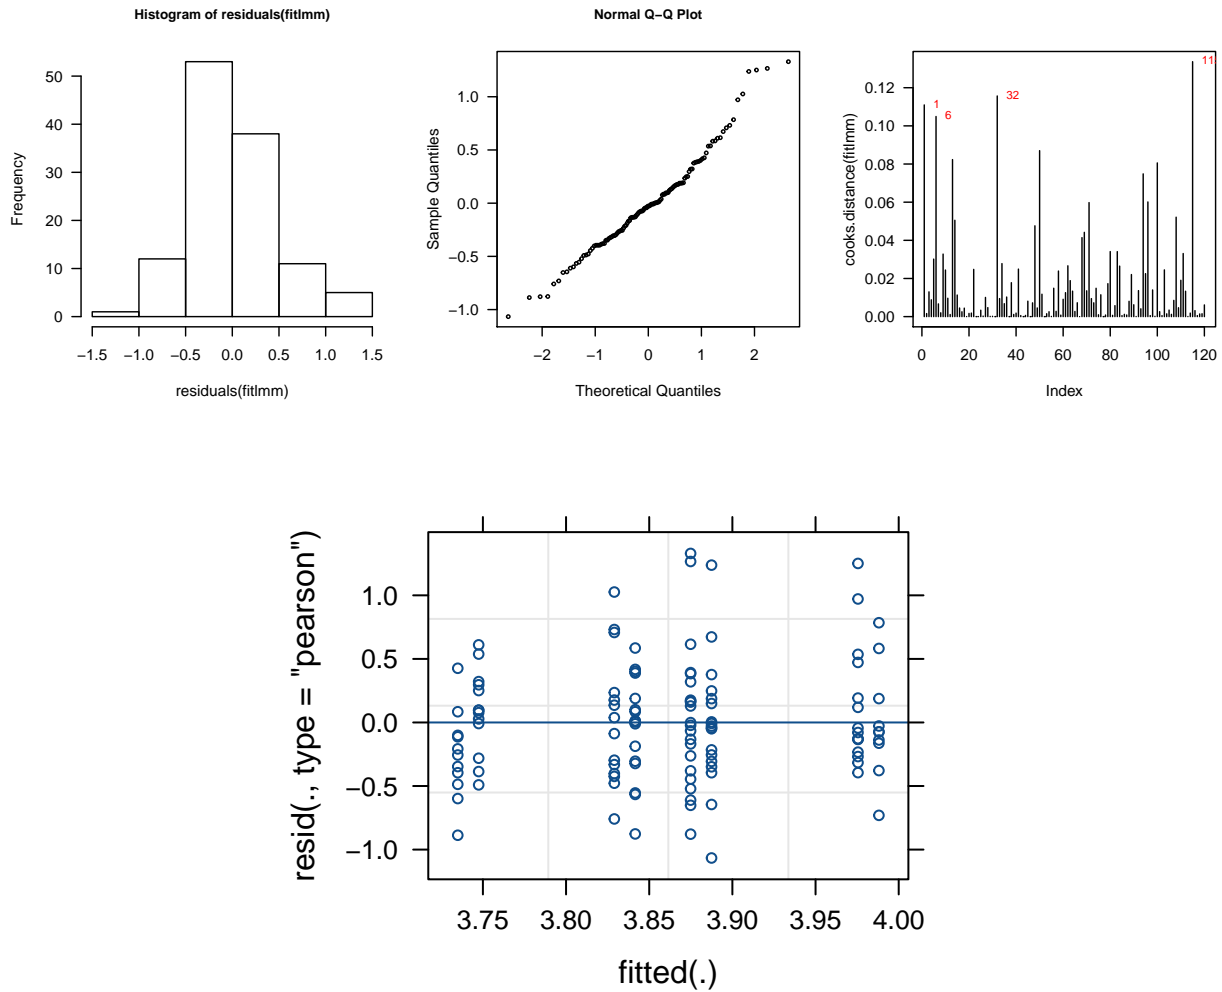 Histogram of residuals(fitlmm)
Frequency
50
40
30
20
10
0
−1.5 −1.0 −0.5 0.0 0.5 1.0 1.5
residuals(fitlmm)
Normal Q−Q Plot
Sample Quantiles
1.0
0.5
0.0
−0.5
−1.0
−2 −1 0 1 2
Theoretical Quantiles
cooks.distance(fitlmm)
0.12
0.10
0.08
0.06
0.04
0.02
0.00
1
6
32
11
0 20 40 60 80 100 120
Index
resid(., type = "pearson")
1.0
0.5
0.0
−0.5
−1.0
3.75 3.80 3.85 3.90 3.95 4.00
fitted(.)